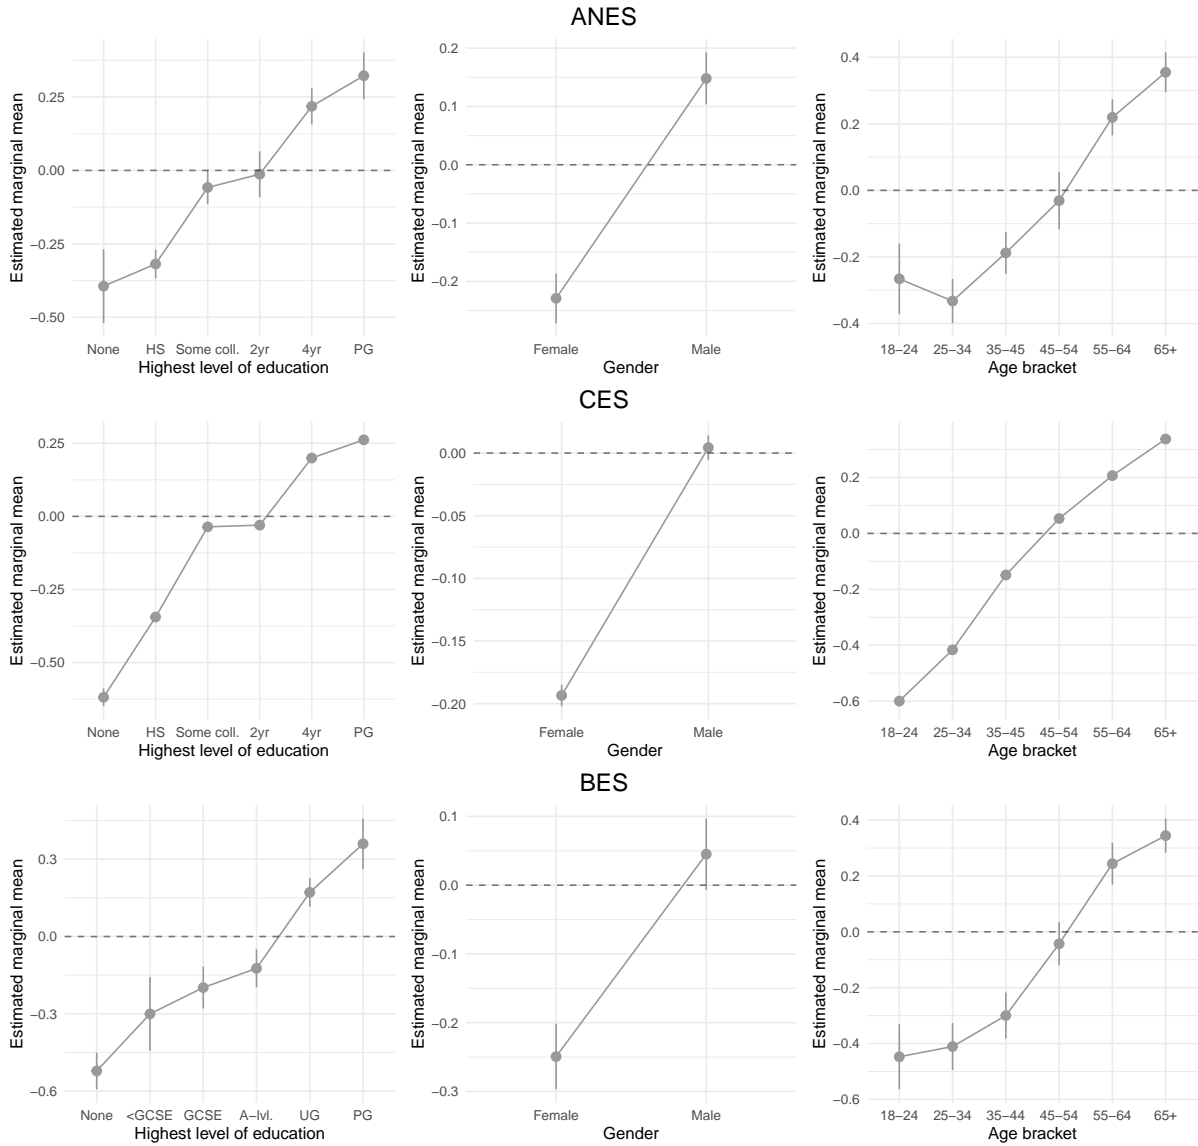 ANES
Estimated marginal mean
0.25
0.00
−0.25
−0.50
None HS Some coll. 2yr 4yr PG
Highest level of education
Estimated marginal mean
0.2
0.1
0.0
−0.1
−0.2
Female Male
Gender
Estimated marginal mean
0.4
0.2
0.0
−0.2
−0.4
18−24 25−34 35−45 45−54 55−64 65+
Age bracket
CES
Estimated marginal mean
0.25
0.00
−0.25
−0.50
None HS Some coll. 2yr 4yr PG
Highest level of education
Estimated marginal mean
0.00
−0.05
−0.10
−0.15
−0.20
Female Male
Gender
Estimated marginal mean
0.2
0.0
−0.2
−0.4
−0.6
18−24 25−34 35−45 45−54 55−64 65+
Age bracket
BES
Estimated marginal mean
0.3
0.0
−0.3
−0.6
None <GCSE GCSE A−lvl. UG PG
Highest level of education
Estimated marginal mean
0.1
0.0
−0.1
−0.2
−0.3
Female Male
Gender
Estimated marginal mean
0.4
0.2
0.0
−0.2
−0.4
−0.6
18−24 25−34 35−44 45−54 55−64 65+
Age bracket